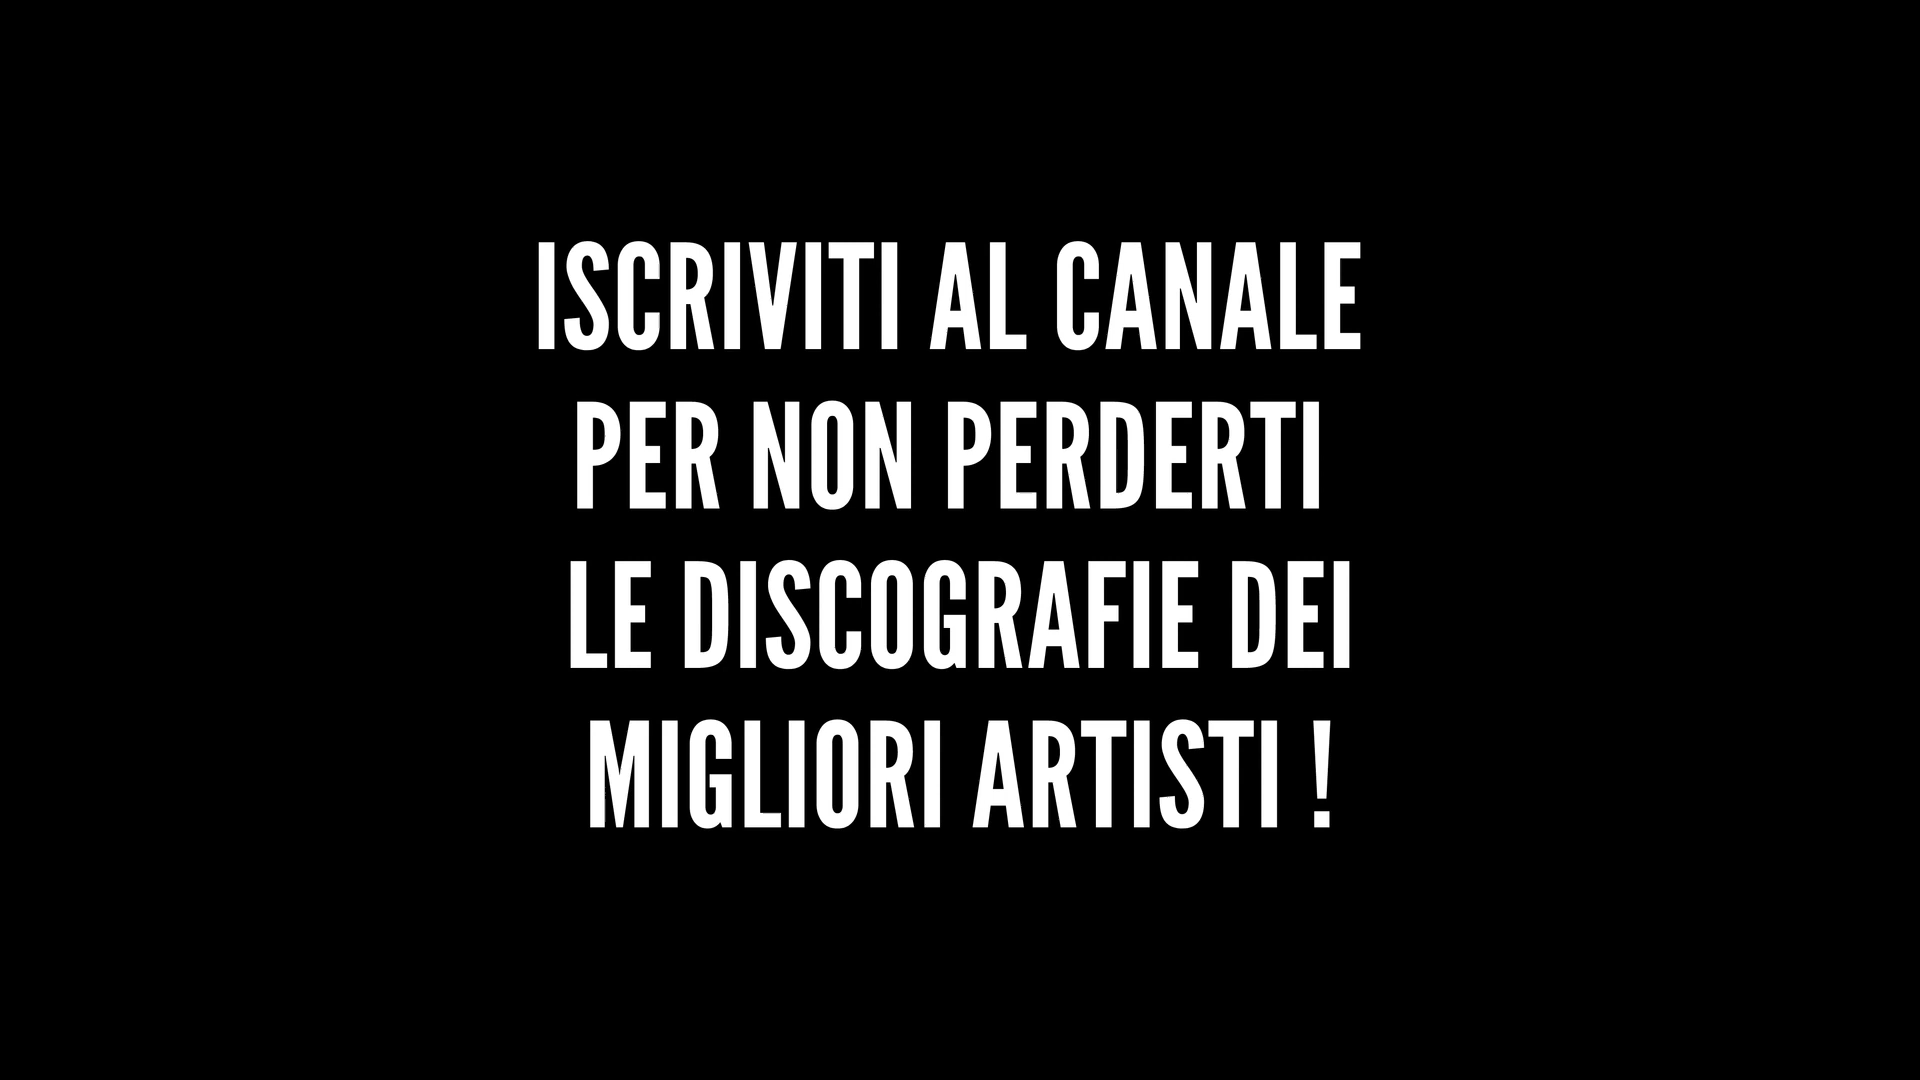 ISCRIVITI AL CANALE
PER NON PERDERTI
LE DISCOGRAFIE DEI
MIGLIORI ARTISTI !